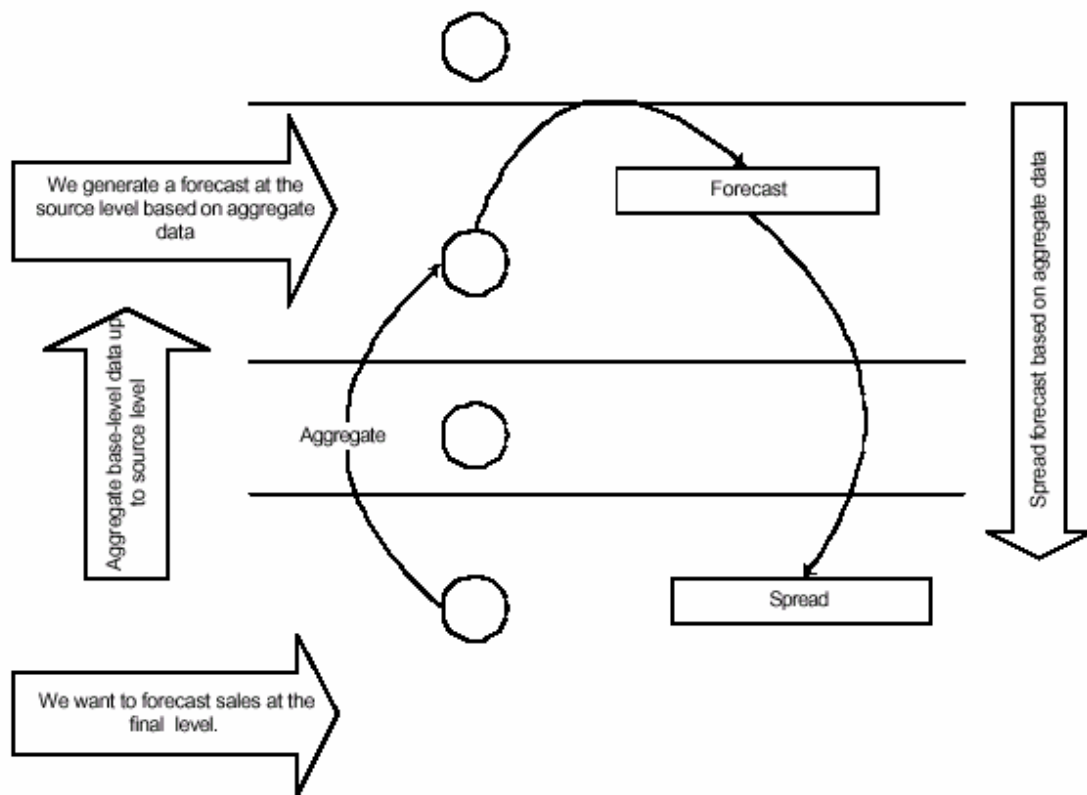 We generate a forecast at the
source level based on aggregate
data
Forecast
Spread forecast based on aggregate data
Aggregate base-level data up
to source level
Aggregate
Spread
We want to forecast sales at the
final level.